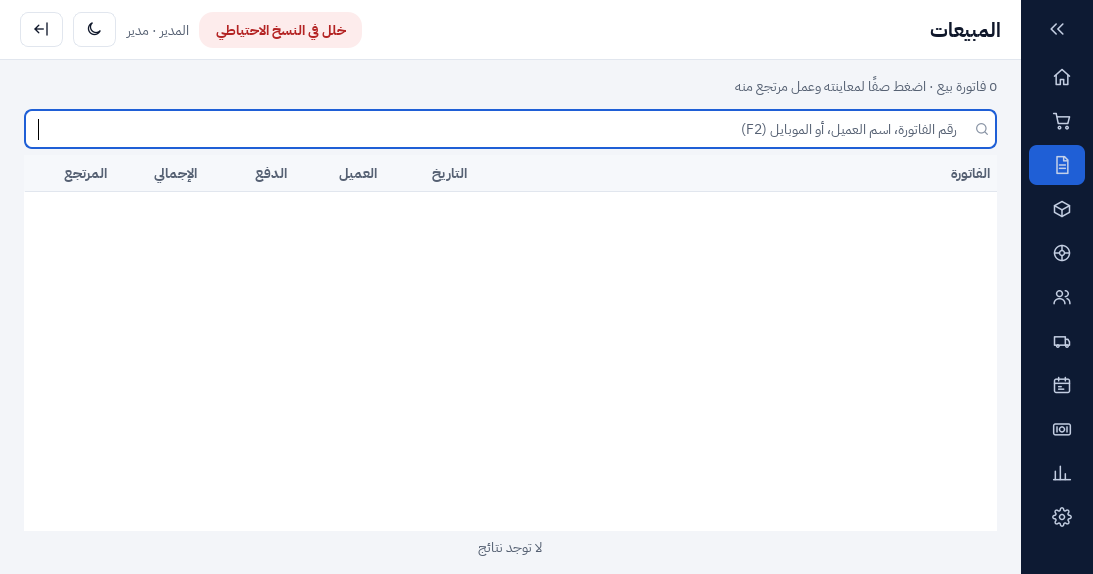 المبيعات
خلل في النسخ الاحتياطي
المدير · مدير
0 فاتورة بيع · اضغط صفًا لمعاينته وعمل مرتجع منه
رقم الفاتورة، اسم العميل، أو الموبايل (F2)
الفاتورة التاريخ العميل الدفع الإجمالي المرتجع
لا توجد نتائج